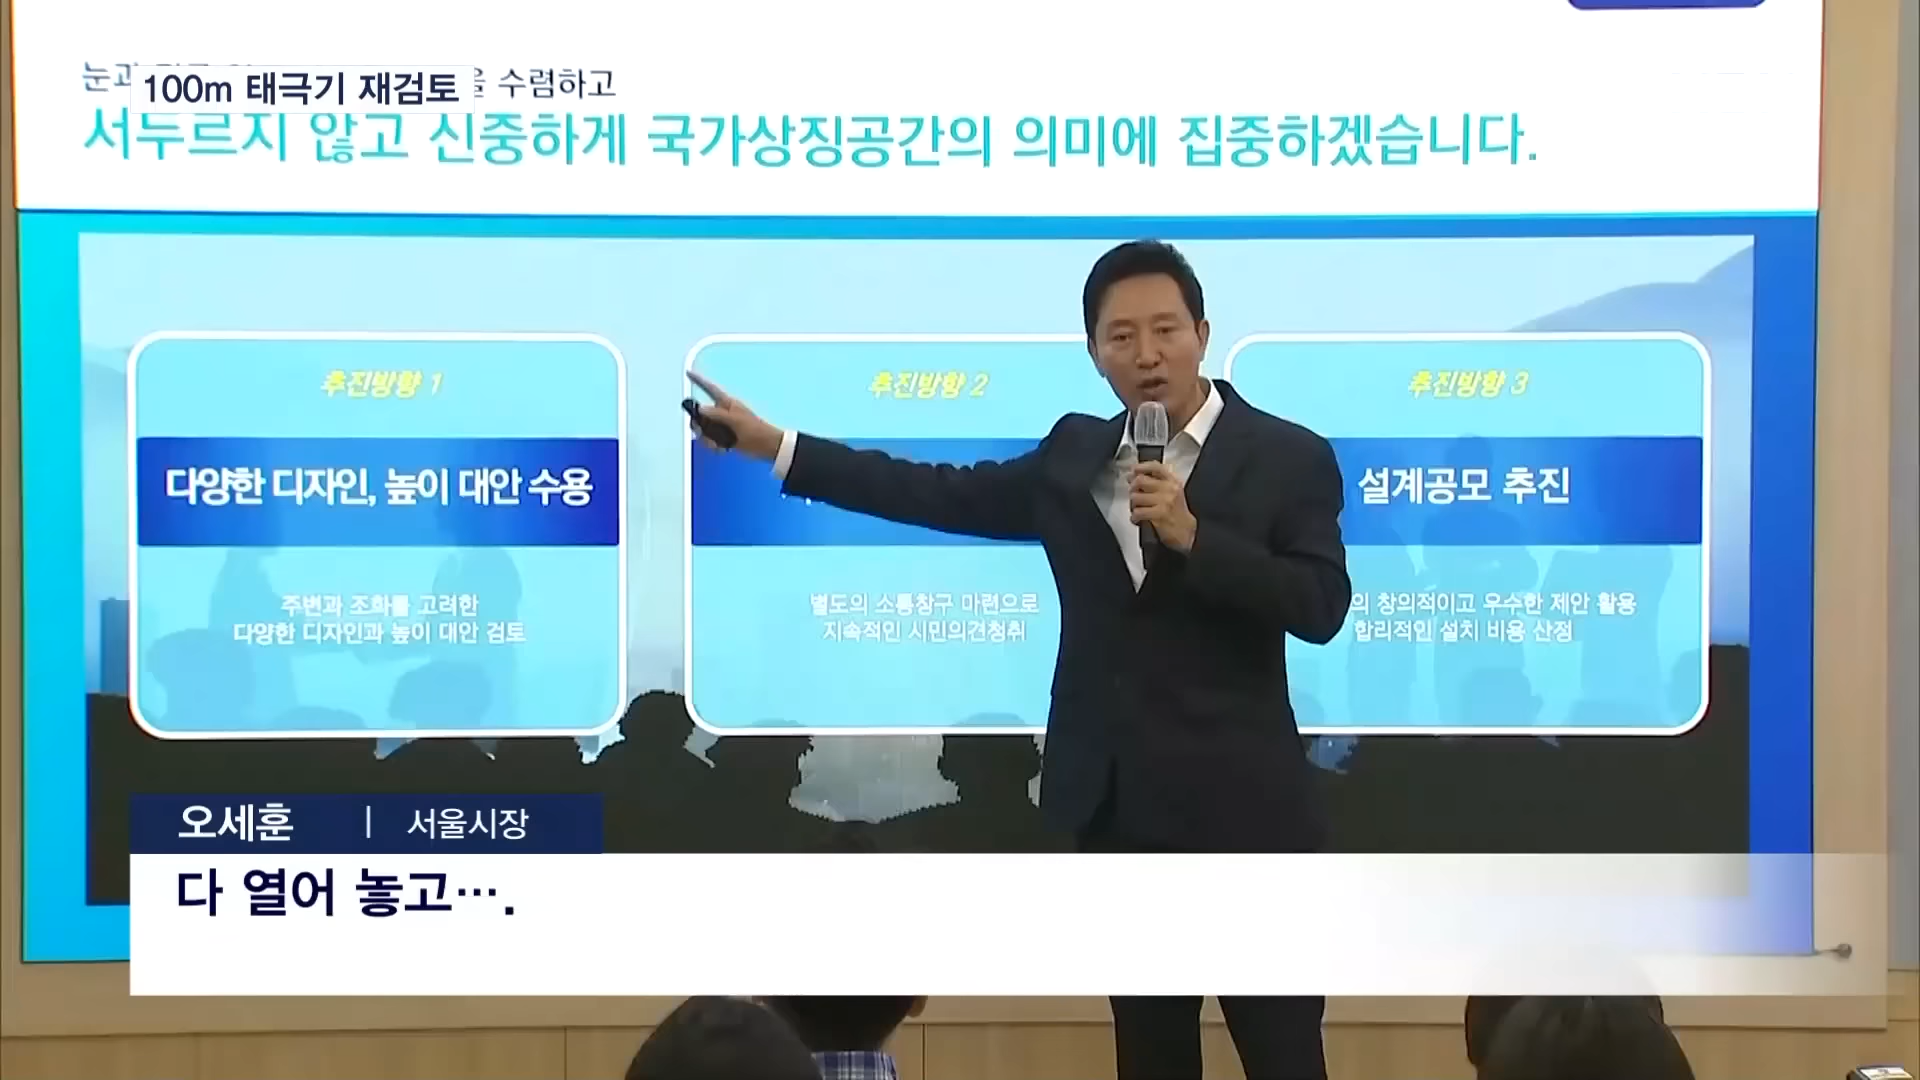 100m 태극기 재검토
수렴하고
서두르지 않고 신중하게 국가상징공간의 의미에 집중하겠습니다.
추진방향 1
다양한 디자인, 높이 대안 수용
주변과 조화를 고려한
다양한 디자인과 높이 대안 검토
추진방향 2
별도의 소통창구 마련으로
지속적인 시민의견청취
추진방향 3
설계공모 추진
의 창의적이고 우수한 제안 활용
합리적인 설치 비용 산정
오세훈 | 서울시장
다 열어 놓고….